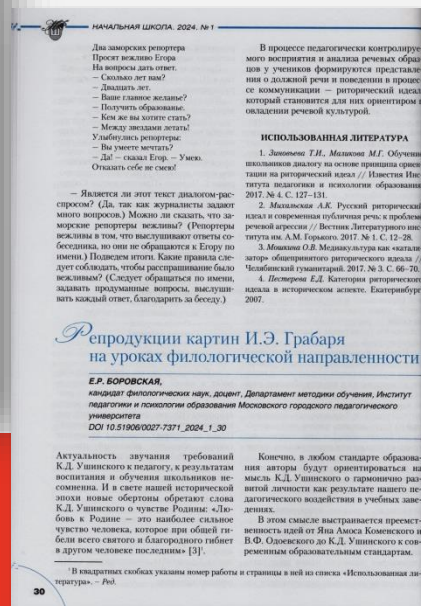 НАЧАЛЬНАЯ ШКОЛА. 2024. № 1
Два заморских репортера
Просят вежливо Егора
На вопросы дать ответ.
— Сколько лет вам?
— Двадцать лет.
— Ваше главное желанье?
— Получить образованье.
— Кем же вы хотите стать?
— Между звездами летать!
Улыбнулись репортеры:
— Вы умеете мечтать?
— Да! — сказал Егор. — Умею.
Отказать себе не смею!
— Является ли этот текст диалогом-рас-
спросом? (Да, так как журналисты задают
много вопросов.) Можно ли сказать, что за-
морские репортеры вежливы? (Репортеры
вежливы в том, что выслушивают ответы со-
беседника, но они не обращаются к Егору по
имени.) Подведем итоги. Какие правила сле-
дует соблюдать, чтобы расспрашивание было
вежливым? (Следует обращаться по имени,
задавать продуманные вопросы, выслуши-
вать каждый ответ, благодарить за беседу.)
В процессе педагогически контролируе-
мого восприятия и анализа речевых образ-
цов у учеников формируются представле-
ния о должной речи и поведении в процес-
се коммуникации — риторический идеал,
который становится для них ориентиром в
овладении речевой культурой.
ИСПОЛЬЗОВАННАЯ ЛИТЕРАТУРА
1. Зиновьева Т.И., Маликова М.Г. Обучение
школьников диалогу на основе принципа ориен-
тации на риторический идеал // Известия Инс-
титута педагогики и психологии образования.
2017. № 4. С. 127–131.
2. Михальская А.К. Русский риторический
идеал и современная публичная речь: к проблеме
речевой агрессии // Вестник Литературного инс-
титута им. А.М. Горького. 2017. № 1. С. 12–28.
3. О.В. Медиакультура как «катали-
затор» общепринятого риторического идеала //
Челябинский гуманитарий. 2017. № 3. С. 66–70.
4. Пестерева Е.Д. Категория риторического
идеала в историческом аспекте. Екатеринбург,
2007.
Репродукции картин И.Э. Грабаря
на уроках филологической направленности
Е.Р. БОРОВСКАЯ,
кандидат филологических наук, доцент, Департамент методики обучения, Институт
педагогики и психологии образования Московского городского педагогического
университета
DOI 10.51906/0027-7371_2024_1_30
Актуальность звучания требований
К.Д. Ушинского к педагогу, к результатам
воспитания и обучения школьников не-
сомненна. И в свете нашей исторической
эпохи новые обертоны обретают слова
К.Д. Ушинского о чувстве Родины: «Лю-
бовь к Родине — это наиболее сильное
чувство человека, которое при общей ги-
бели всего святого и благородного гибнет
в другом человеке последним» [3]¹.
Конечно, в любом стандарте образова-
ния авторы будут ориентироваться на
мысль К.Д. Ушинского о гармонично раз-
витой личности как результате нашего пе-
дагогического воздействия в учебных заве-
дениях.
В этом смысле выстраивается преемст-
венность идей от Яна Амоса Коменского и
В.Ф. Одоевского до К.Д. Ушинского к сов-
ременным образовательным стандартам.
¹ В квадратных скобках указаны номер работы и страницы в ней из списка «Использованная ли-
тература». — Ред.
30